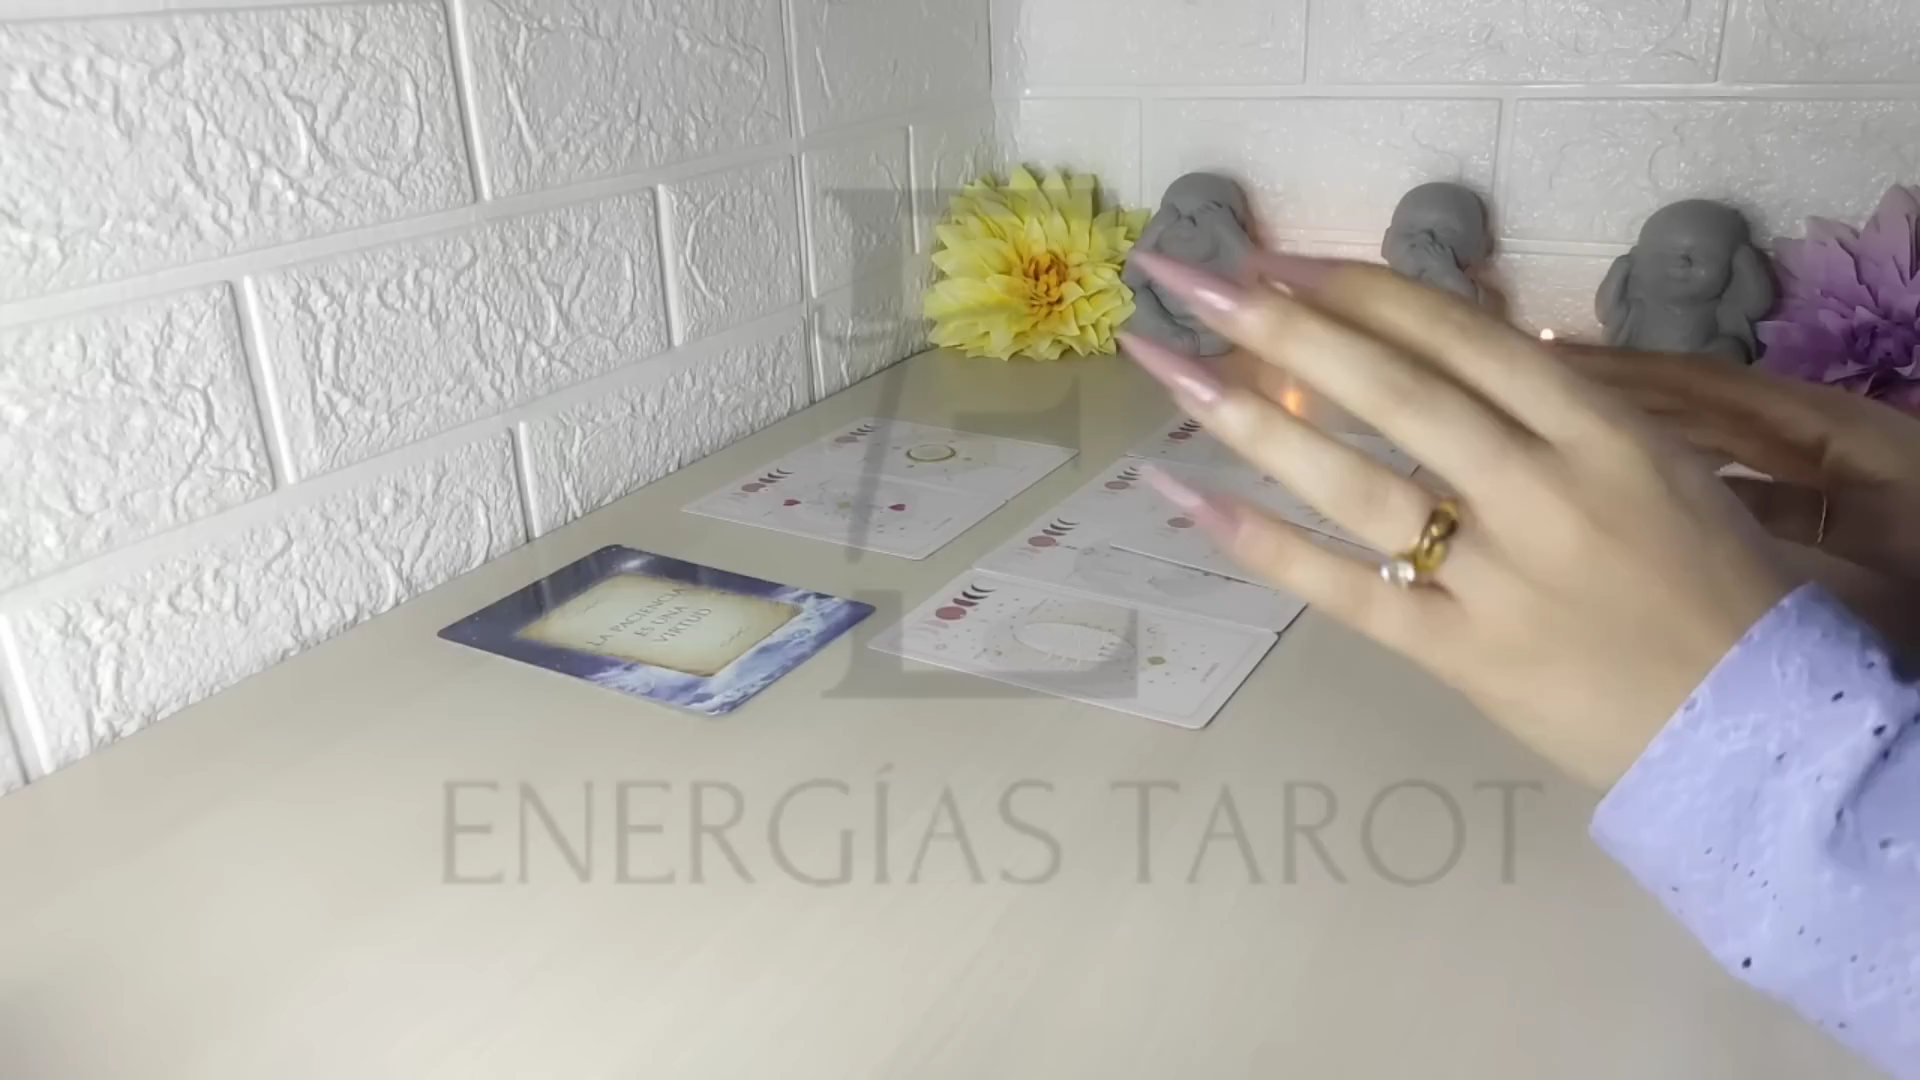 E
LA PACIENCIA
ES UNA
VIRTUD
ENERGÍAS TAROT